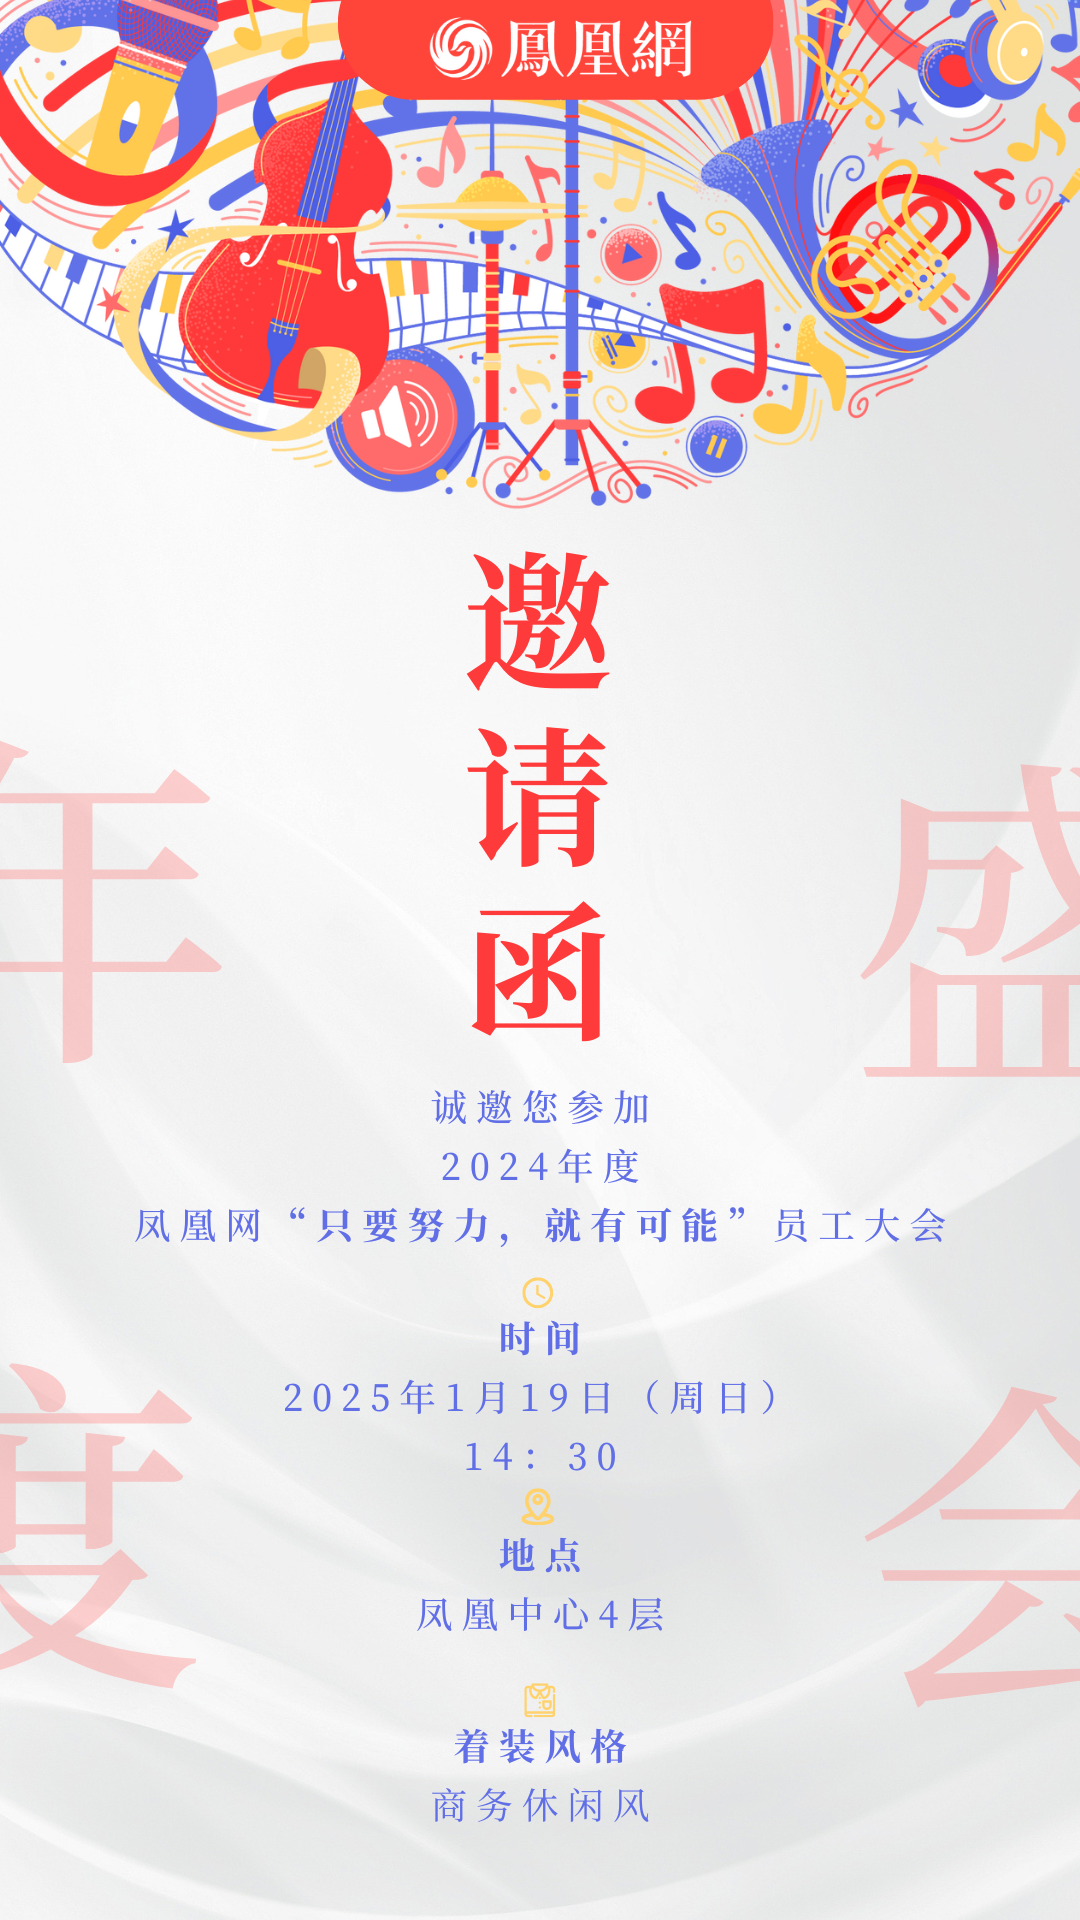 鳳凰網
邀
请
函
年
盛
度
会
诚邀您参加
2024年度
凤凰网“只要努力，就有可能”员工大会
时间
2025年1月19日（周日）
14：30
地点
凤凰中心4层
着装风格
商务休闲风